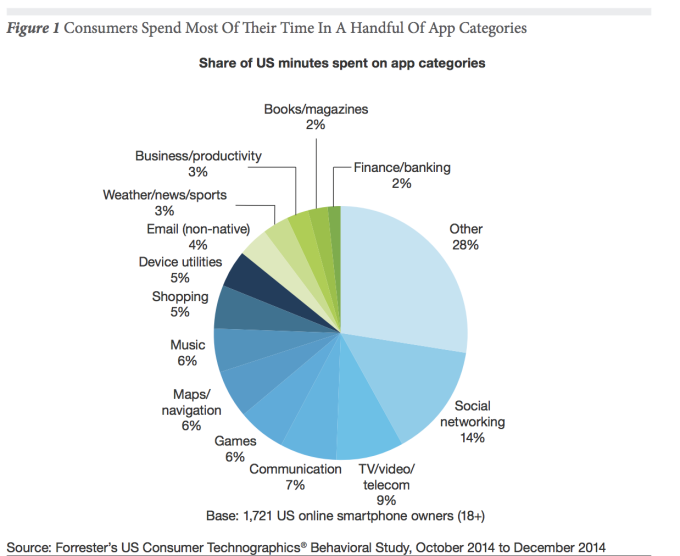 Figure 1 Consumers Spend Most Of Their Time In A Handful Of App Categories
Share of US minutes spent on app categories
Books/magazines
2%
Business/productivity
3%
Finance/banking
2%
Weather/news/sports
3%
Email (non-native)
4%
Other
28%
Device utilities
5%
Shopping
5%
Music
6%
Maps/
navigation
6%
Social
networking
14%
Games
6%
Communication
7%
TV/video/
telecom
9%
Base: 1,721 US online smartphone owners (18+)
Source: Forrester’s US Consumer Technographics® Behavioral Study, October 2014 to December 2014